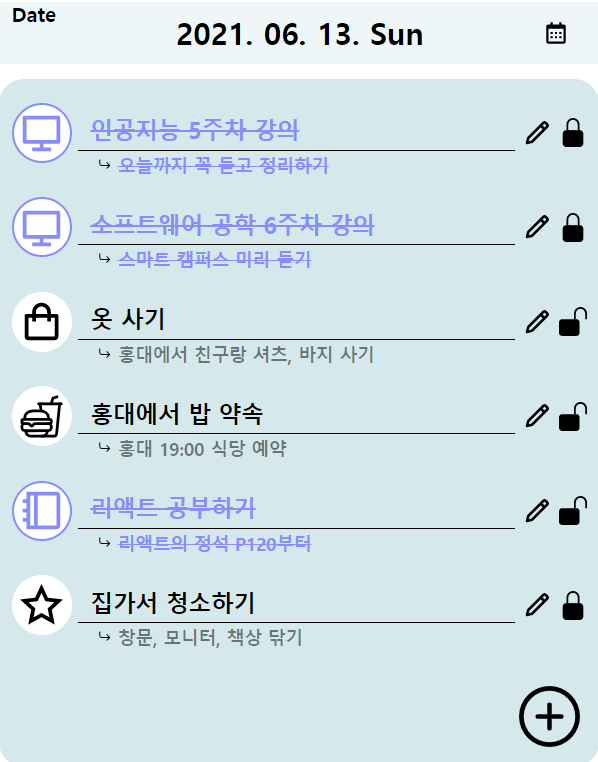 Date
2021. 06. 13. Sun
인공지능 5주차 강의
오늘까지 꼭 듣고 정리하기
소프트웨어 공학 6주차 강의
스마트 캠퍼스 미리 듣기
옷 사기
홍대에서 친구랑 셔츠, 바지 사기
홍대에서 밥 약속
홍대 19:00 식당 예약
리액트 공부하기
리액트의 정석 P120부터
집가서 청소하기
창문, 모니터, 책상 닦기